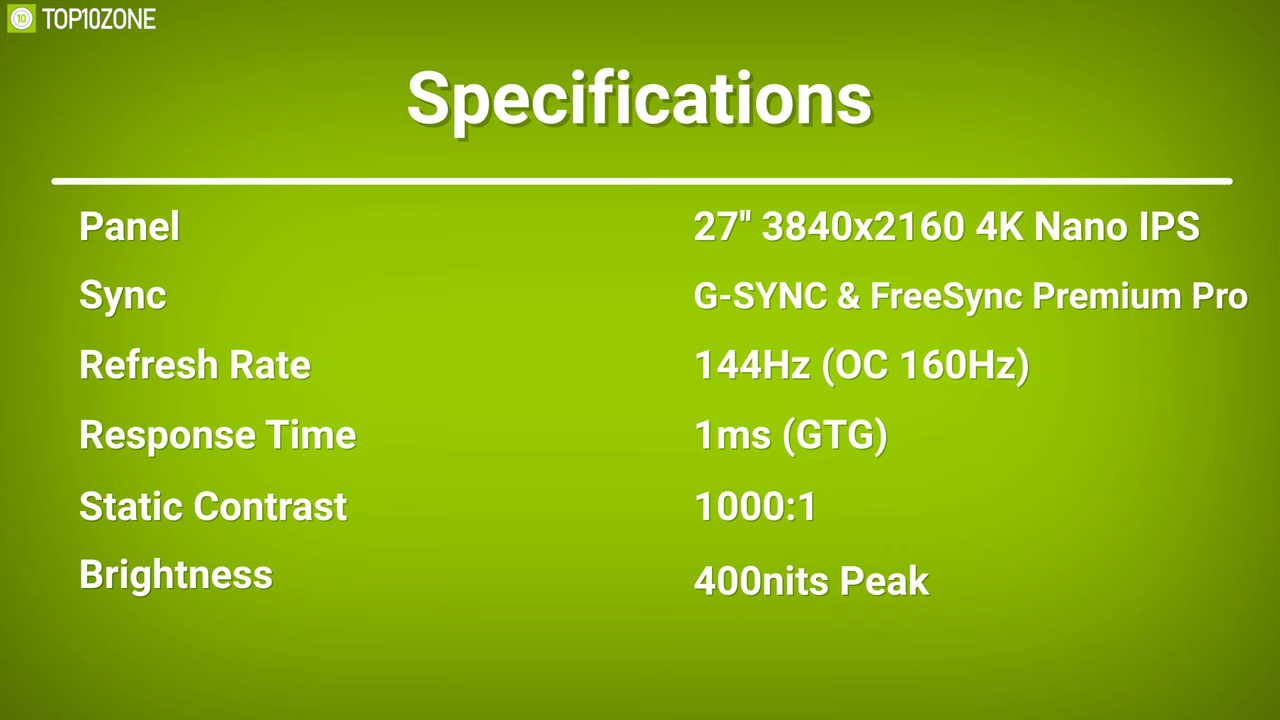 10 TOP10ZONE
Specifications
Panel 27" 3840x2160 4K Nano IPS
Sync G-SYNC & FreeSync Premium Pro
Refresh Rate 144Hz (OC 160Hz)
Response Time 1ms (GTG)
Static Contrast 1000:1
Brightness 400nits Peak